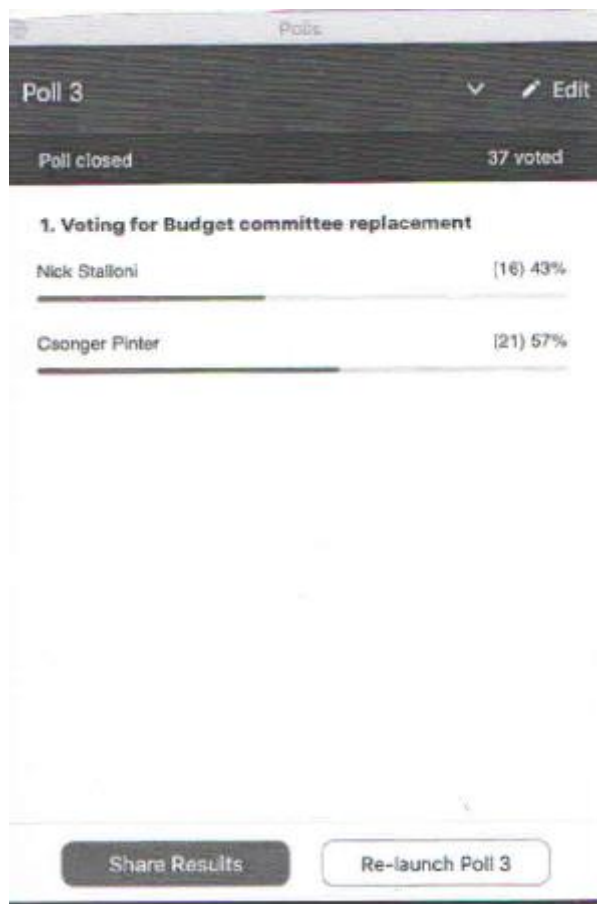 Polls
Poll 3 Edit
Poll closed 37 voted
1. Voting for Budget committee replacement
Nick Stalloni (16) 43%
Csonger Pinter (21) 57%
Share Results Re-launch Poll 3